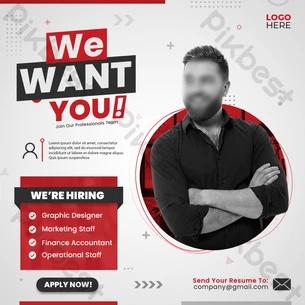 LOGO
HERE
We
WANT
YOU!
Join Our Professionals Team
WE'RE HIRING
Graphic Designer
Marketing Staff
Finance Accountant
Operational Staff
APPLY NOW!
Send Your Resume To:
company@gmail.com
Pikbest